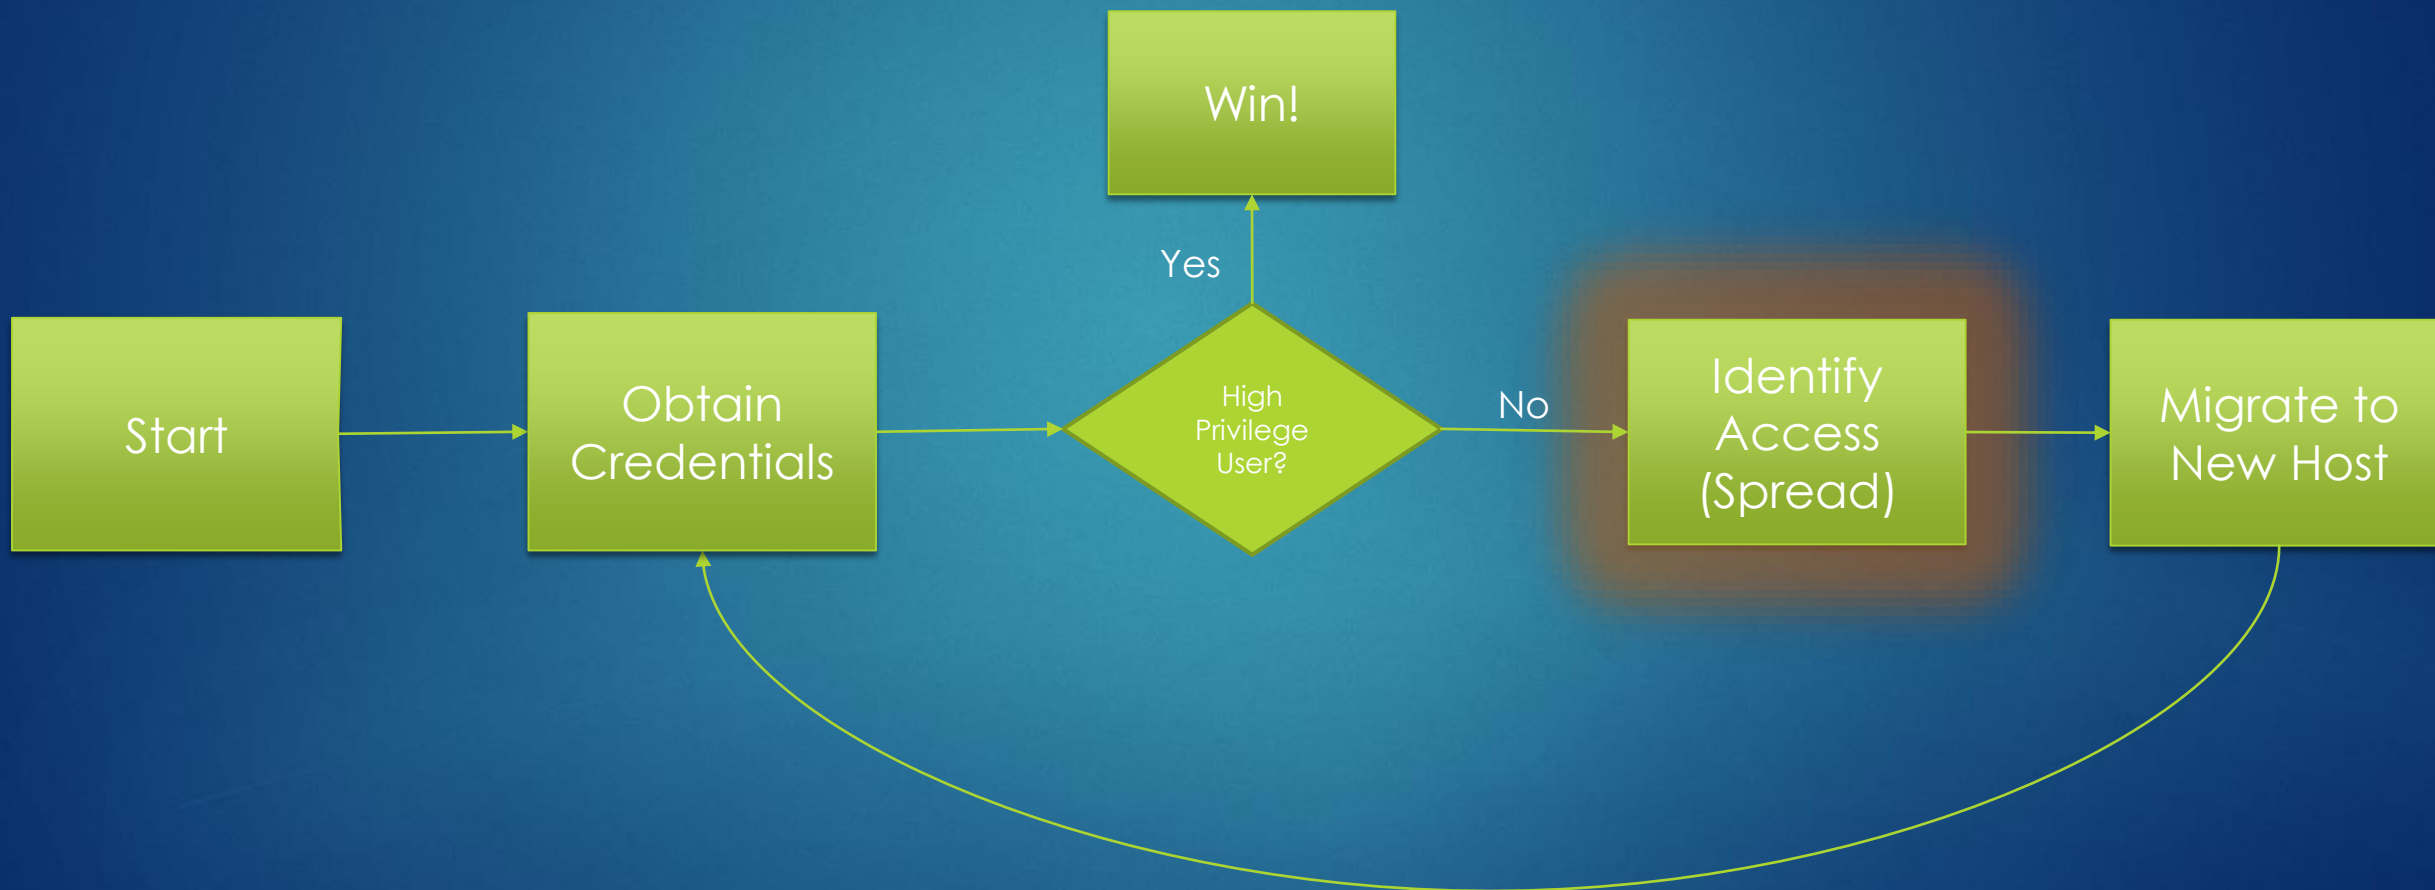 Win!
Yes
Start
Obtain
Credentials
High
Privilege
User?
No
Identify
Access
(Spread)
Migrate to
New Host